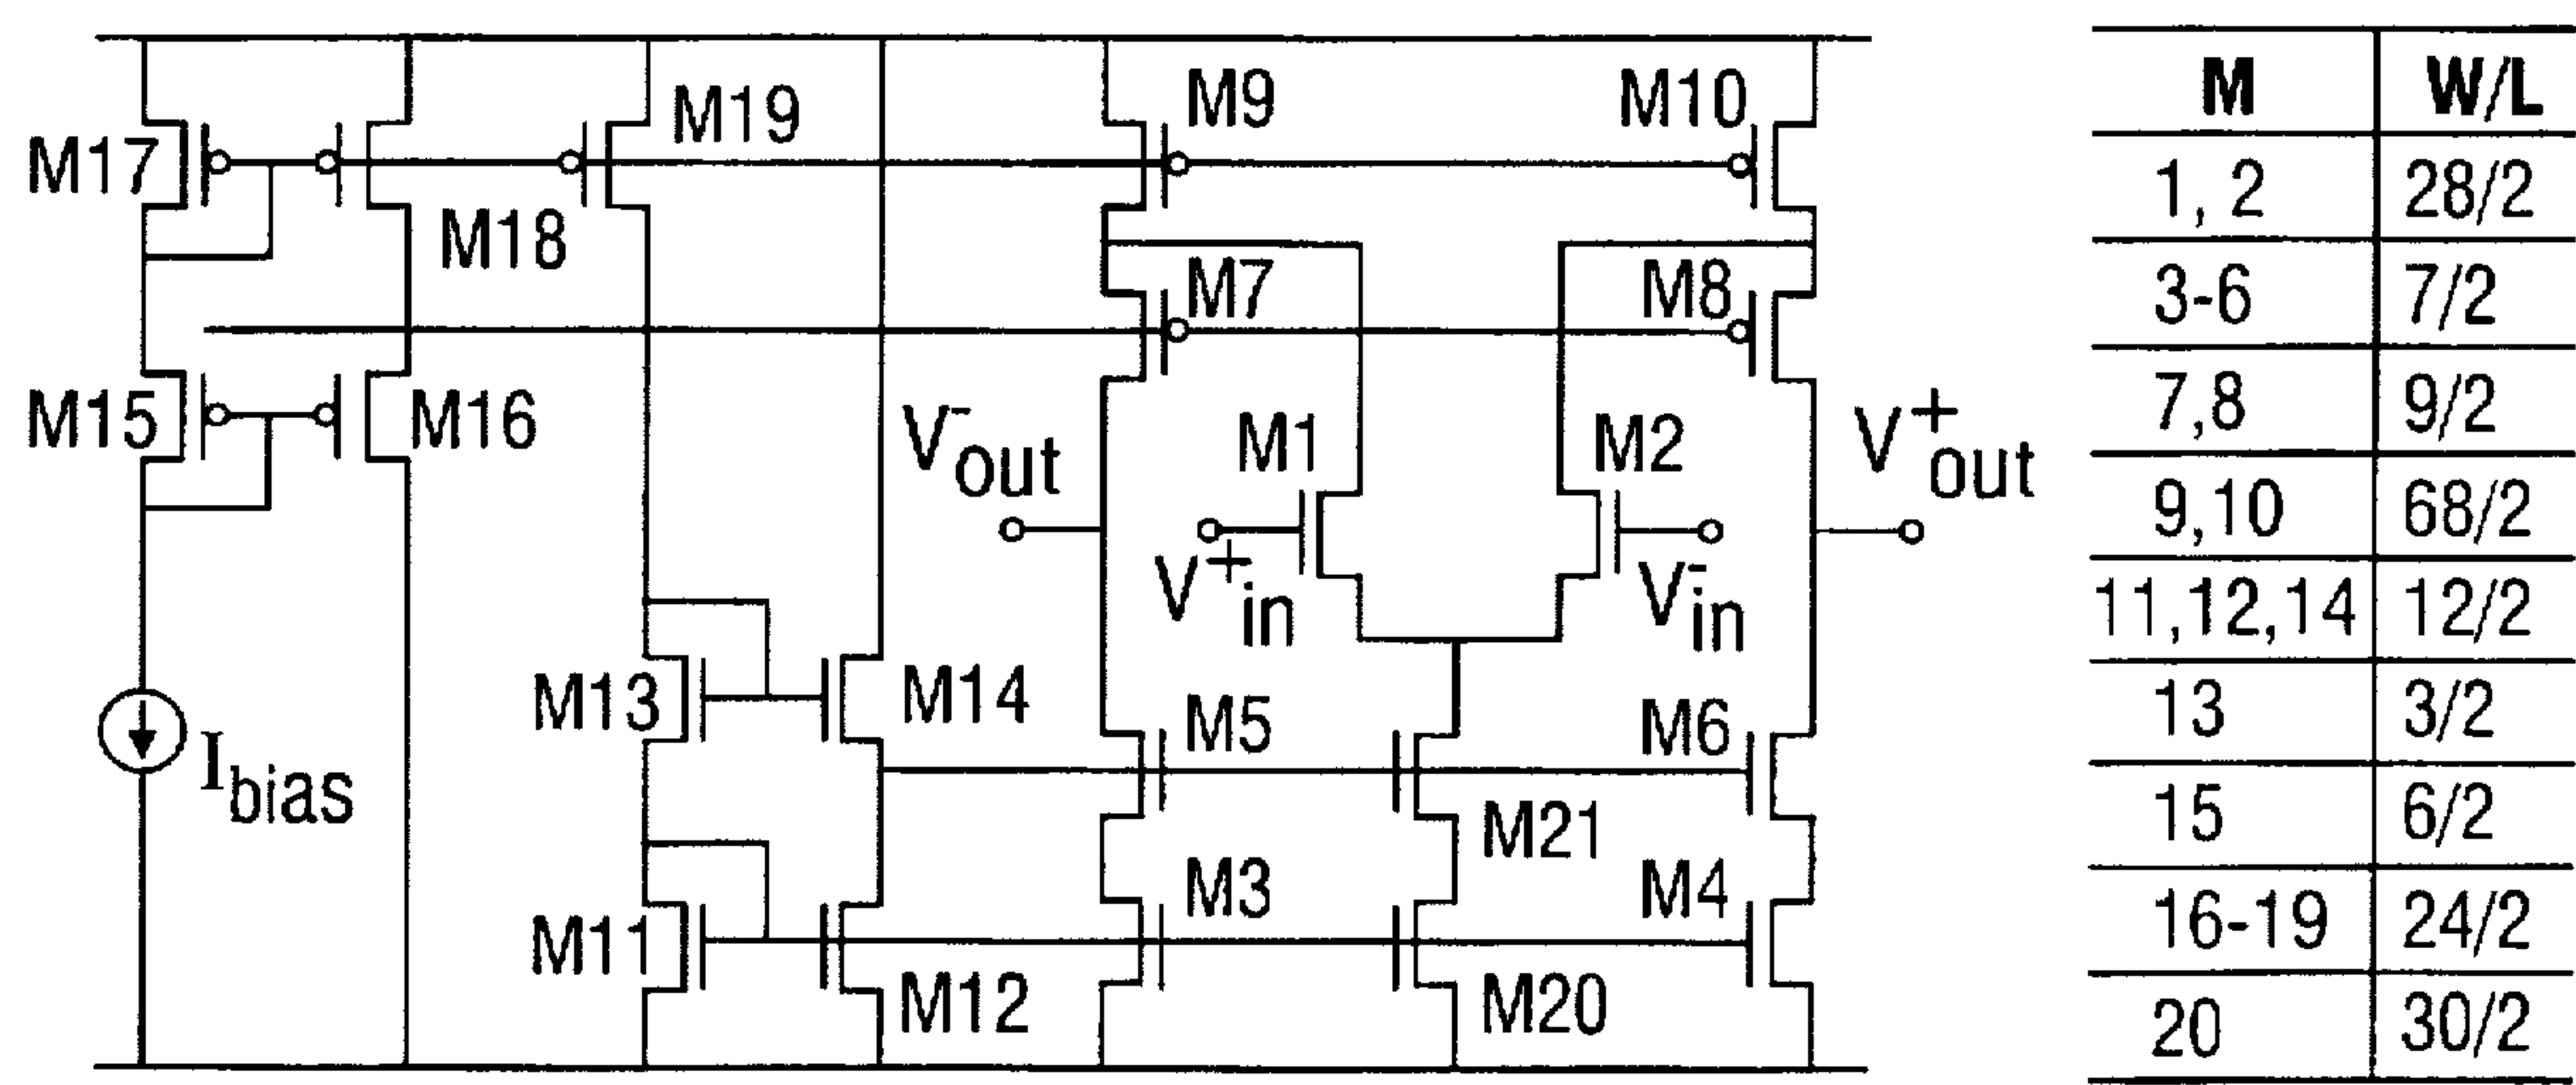 M17
M18
M19
M9
M10
M15
M16
M7
M8
V-out
M1
M2
V+out
V+in
V-in
Ibias
M13
M14
M5
M21
M6
M11
M12
M3
M20
M4
M W/L
1, 2 28/2
3-6 7/2
7,8 9/2
9,10 68/2
11,12,14 12/2
13 3/2
15 6/2
16-19 24/2
20 30/2